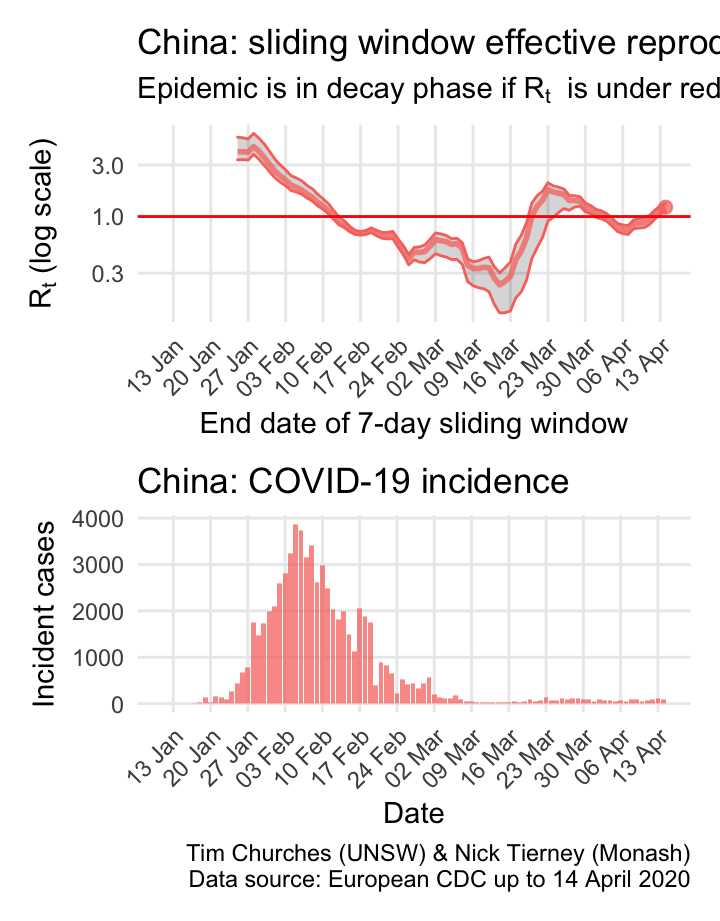 China: sliding window effective reprod
Epidemic is in decay phase if Rt is under red
Rt (log scale)
3.0
1.0
0.3
13 Jan
20 Jan
27 Jan
03 Feb
10 Feb
17 Feb
24 Feb
02 Mar
09 Mar
16 Mar
23 Mar
30 Mar
06 Apr
13 Apr
End date of 7-day sliding window
China: COVID-19 incidence
Incident cases
4000
3000
2000
1000
0
13 Jan
20 Jan
27 Jan
03 Feb
10 Feb
17 Feb
24 Feb
02 Mar
09 Mar
16 Mar
23 Mar
30 Mar
06 Apr
13 Apr
Date
Tim Churches (UNSW) & Nick Tierney (Monash)
Data source: European CDC up to 14 April 2020